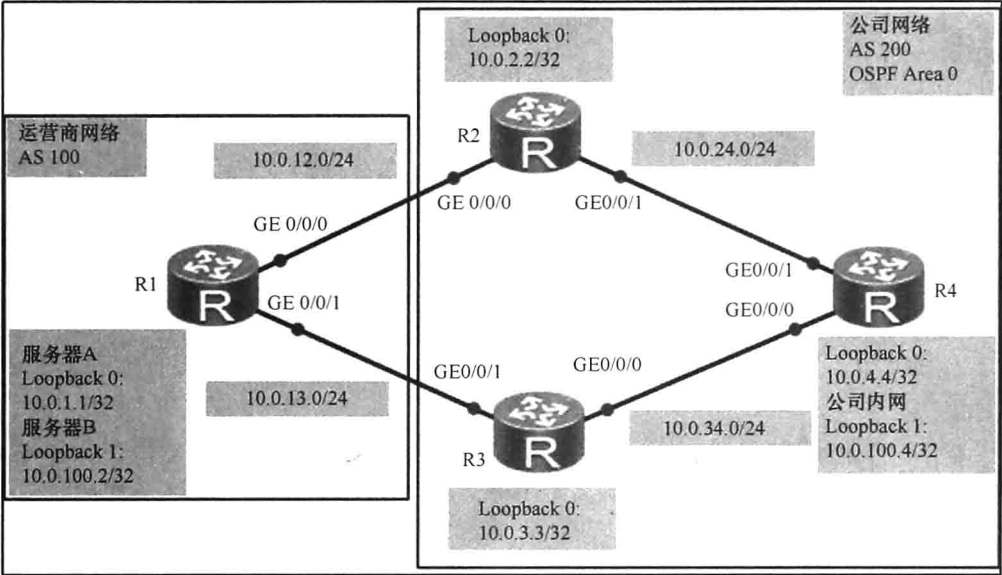 Loopback 0:
10.0.2.2/32
公司网络
AS 200
OSPF Area 0
运营商网络
AS 100
10.0.12.0/24
R2
R
10.0.24.0/24
GE 0/0/0
GE0/0/1
GE 0/0/0
R1
R
GE 0/0/1
GE0/0/1
GE0/0/0
R
R4
服务器A
Loopback 0:
10.0.1.1/32
服务器B
Loopback 1:
10.0.100.2/32
10.0.13.0/24
GE0/0/1
GE0/0/0
R3
R
10.0.34.0/24
Loopback 0:
10.0.4.4/32
公司内网
Loopback 1:
10.0.100.4/32
Loopback 0:
10.0.3.3/32